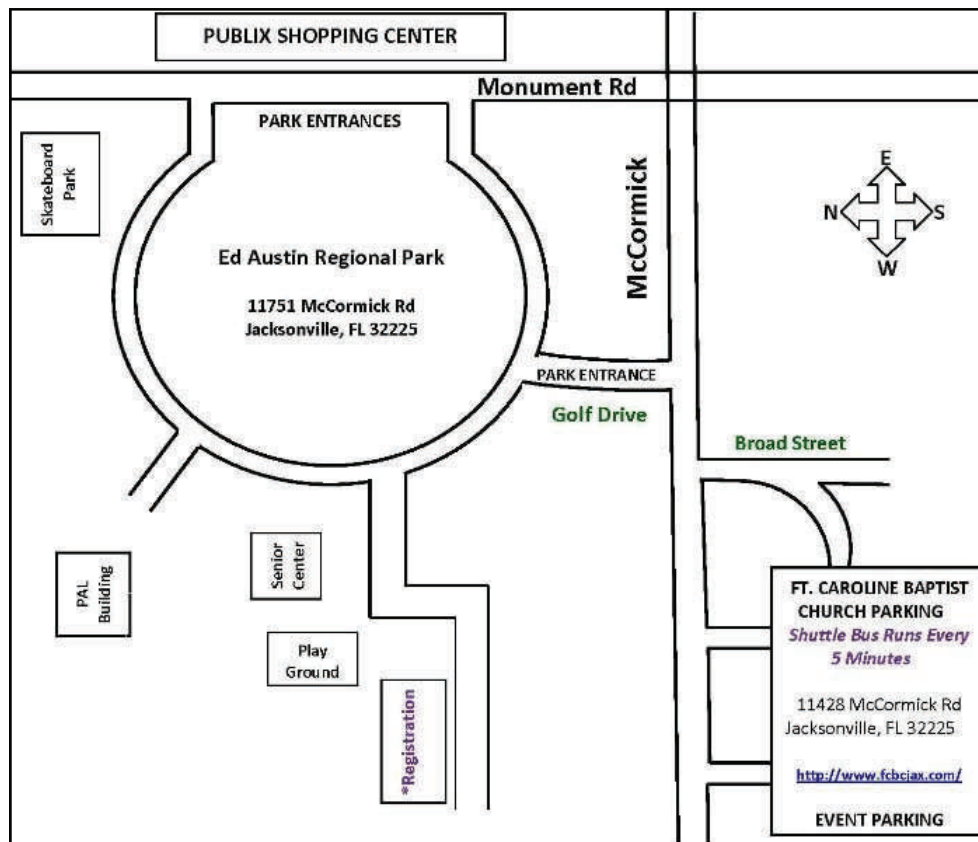 PUBLIX SHOPPING CENTER
Monument Rd
PARK ENTRANCES
Skateboard
Park
McCormick
E
N
S
W
Ed Austin Regional Park
11751 McCormick Rd
Jacksonville, FL 32225
PARK ENTRANCE
Golf Drive
Broad Street
PAL
Building
Senior
Center
Play
Ground
*Registration
FT. CAROLINE BAPTIST
CHURCH PARKING
Shuttle Bus Runs Every
5 Minutes
11428 McCormick Rd
Jacksonville, FL 32225
http://www.fcbcjax.com/
EVENT PARKING